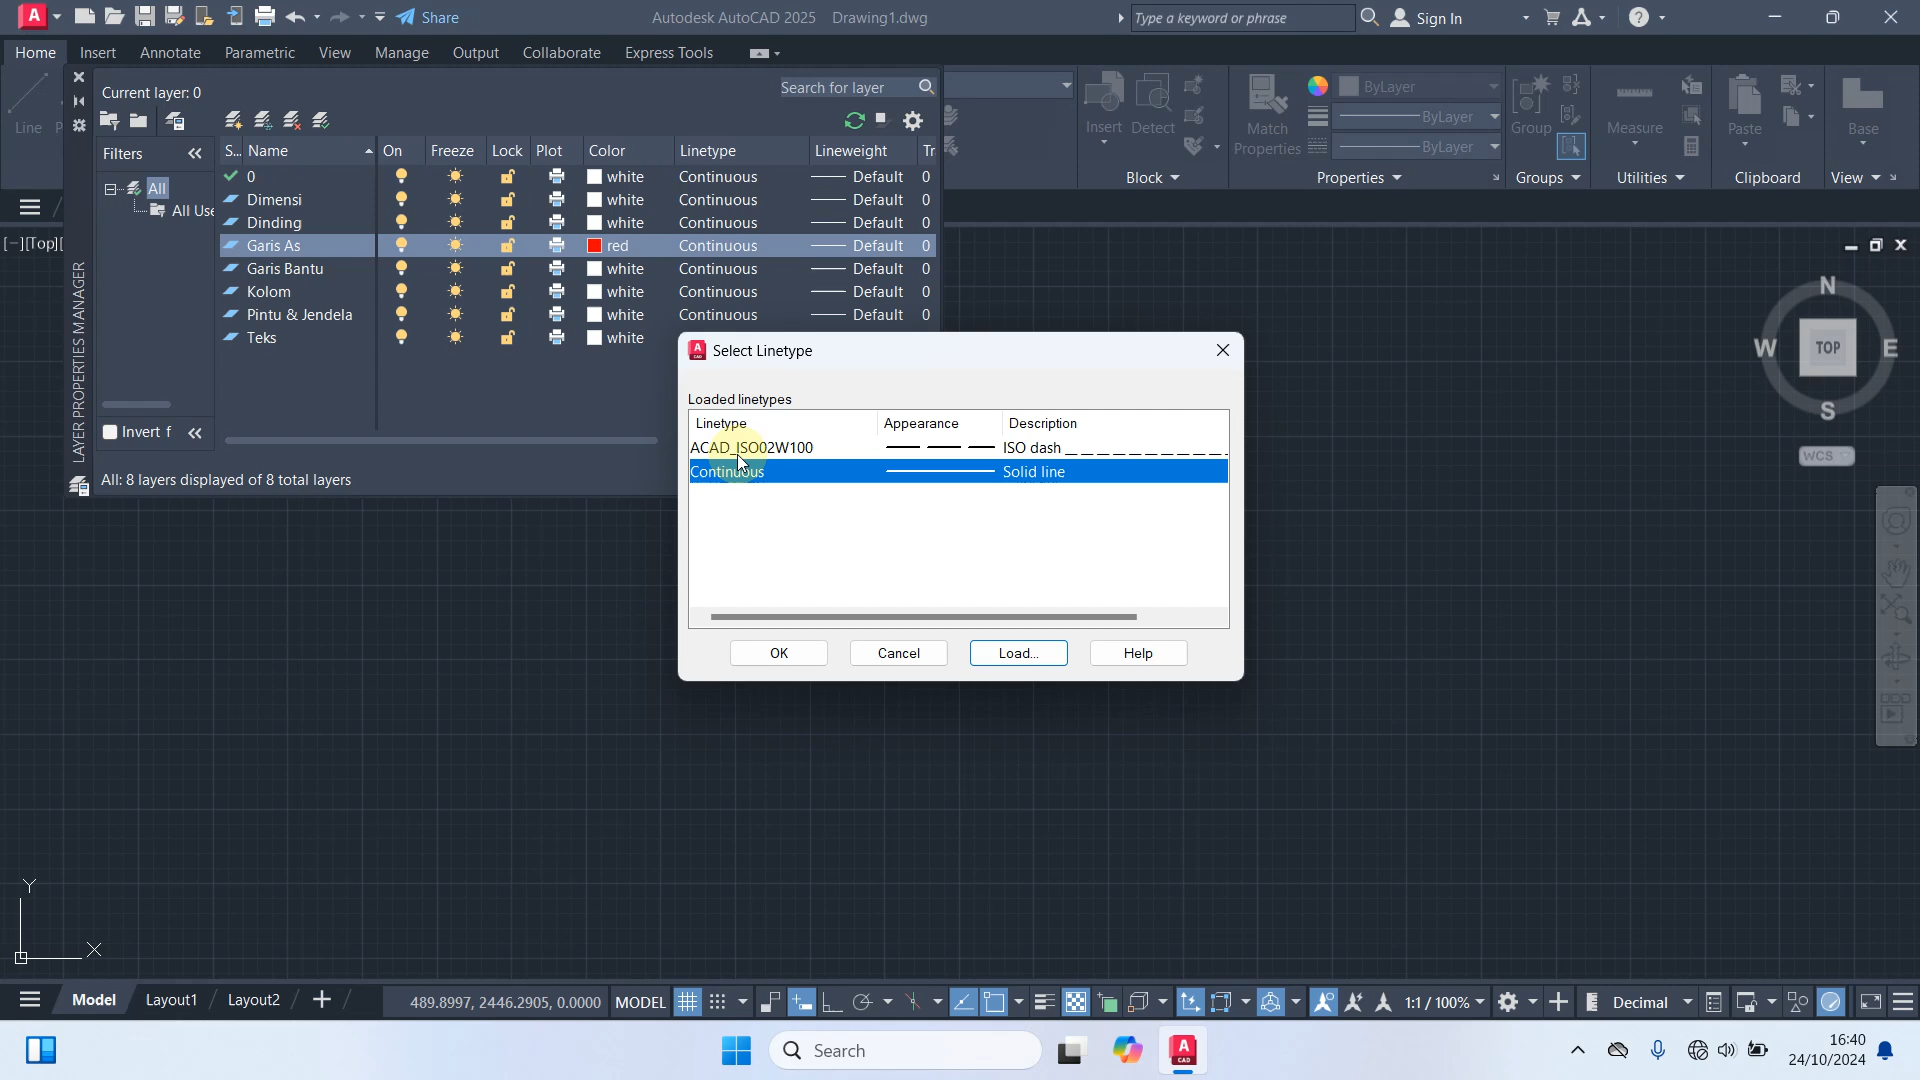 Share
Autodesk AutoCAD 2025 Drawing1.dwg
Type a keyword or phrase
Sign In
Home Insert Annotate Parametric View Manage Output Collaborate Express Tools
Line
Current layer: 0
Search for layer
Filters
All
All Use
Invert f
S.. Name On Freeze Lock Plot Color Linetype Lineweight Tr
0 white Continuous Default 0
Dimensi white Continuous Default 0
Dinding white Continuous Default 0
Garis As red Continuous Default 0
Garis Bantu white Continuous Default 0
Kolom white Continuous Default 0
Pintu & Jendela white Continuous Default 0
Teks white
All: 8 layers displayed of 8 total layers
LAYER PROPERTIES MANAGER
Insert Detect
Block
Match
Properties
ByLayer
ByLayer
ByLayer
Properties
Group
Groups
Measure
Utilities
Paste
Clipboard
Base
View
[−][Top][
Select Linetype
Loaded linetypes
Linetype Appearance Description
ACAD_ISO02W100 ISO dash _ _ _ _ _ _ _ _ _ _ _
Continuous Solid line
OK Cancel Load... Help
N
W TOP E
S
WCS
Y
X
Model Layout1 Layout2
489.8997, 2446.2905, 0.0000 MODEL
1:1 / 100%
Decimal
Search
16:40
24/10/2024